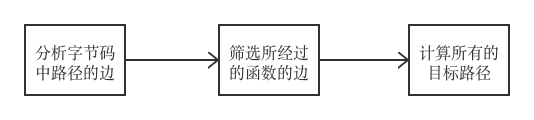 分析字节码
中路径的边
筛选所经过
的函数的边
计算所有的
目标路径